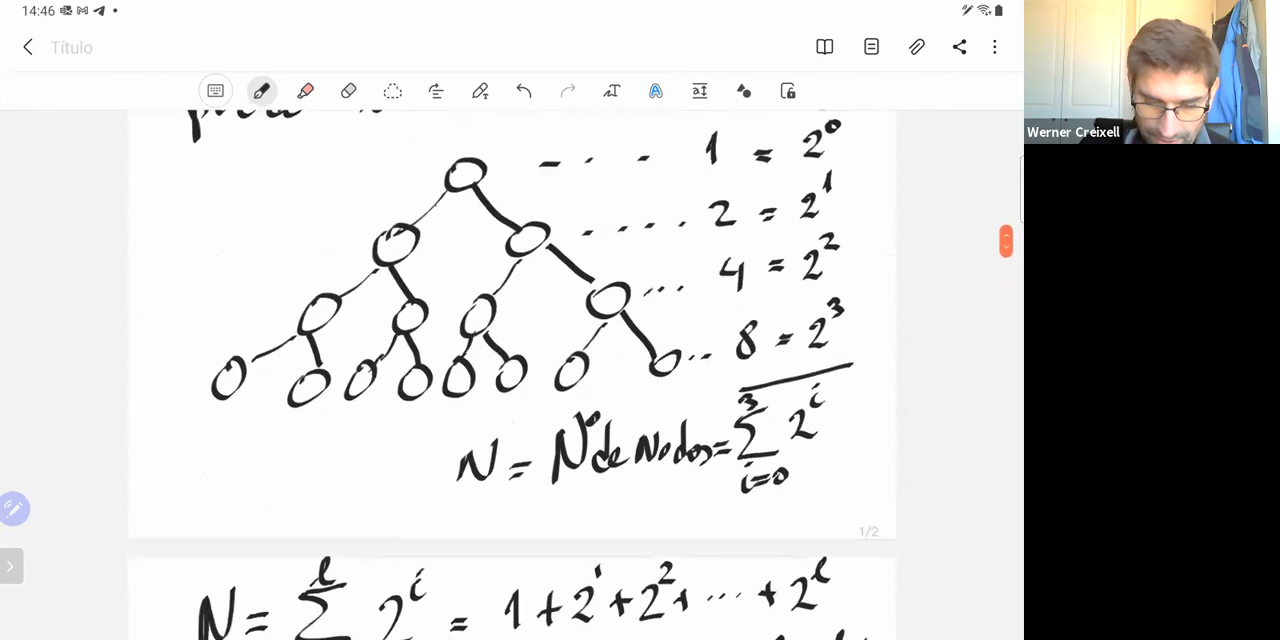 14:46
Título
1 = 2⁰
2 = 2¹
4 = 2²
8 = 2³
N = Nº de Nodos = ∑_{i=0}^{3} 2^i
1/2
N = ∑^{l} 2^i = 1 + 2¹ + 2² + ... + 2^l
Werner Creixell